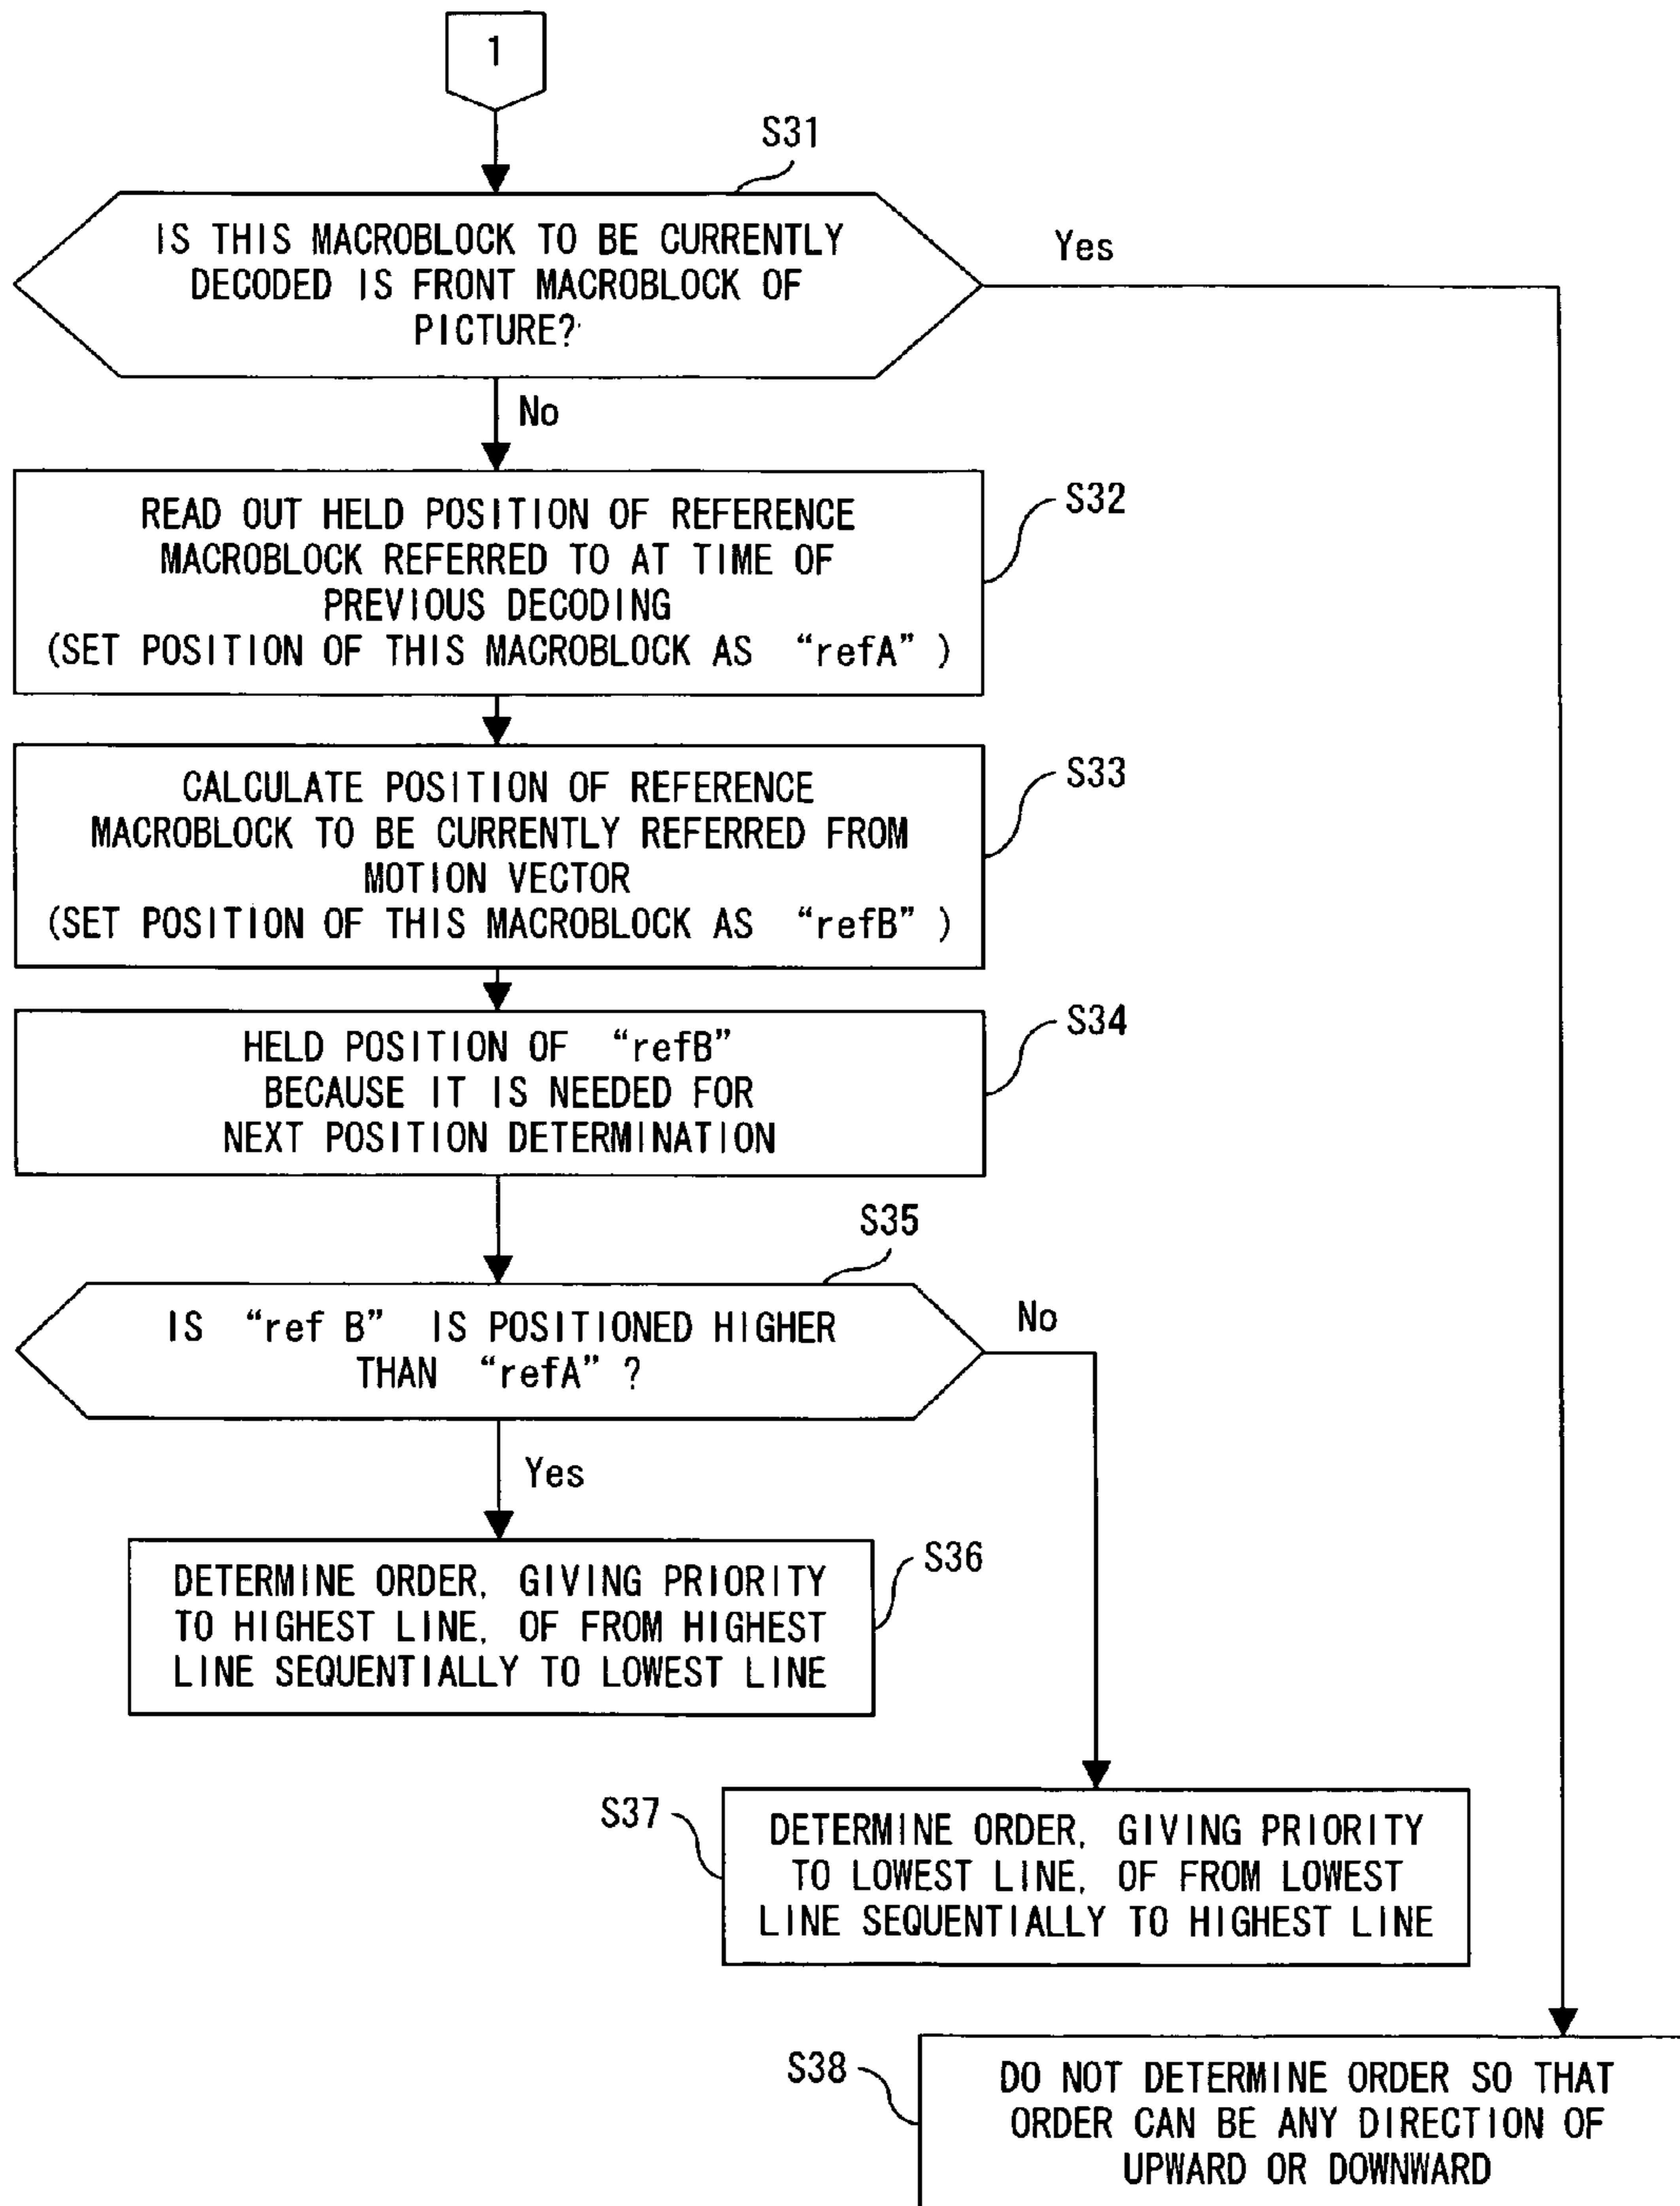 1
S31
IS THIS MACROBLOCK TO BE CURRENTLY
DECODED IS FRONT MACROBLOCK OF
PICTURE?
Yes
No
READ OUT HELD POSITION OF REFERENCE
MACROBLOCK REFERRED TO AT TIME OF
PREVIOUS DECODING
(SET POSITION OF THIS MACROBLOCK AS “refA” )
S32
CALCULATE POSITION OF REFERENCE
MACROBLOCK TO BE CURRENTLY REFERRED FROM
MOTION VECTOR
(SET POSITION OF THIS MACROBLOCK AS “refB” )
S33
HELD POSITION OF “refB”
BECAUSE IT IS NEEDED FOR
NEXT POSITION DETERMINATION
S34
S35
IS “ref B” IS POSITIONED HIGHER
THAN “refA” ?
No
Yes
DETERMINE ORDER, GIVING PRIORITY
TO HIGHEST LINE, OF FROM HIGHEST
LINE SEQUENTIALLY TO LOWEST LINE
S36
S37
DETERMINE ORDER, GIVING PRIORITY
TO LOWEST LINE, OF FROM LOWEST
LINE SEQUENTIALLY TO HIGHEST LINE
S38
DO NOT DETERMINE ORDER SO THAT
ORDER CAN BE ANY DIRECTION OF
UPWARD OR DOWNWARD